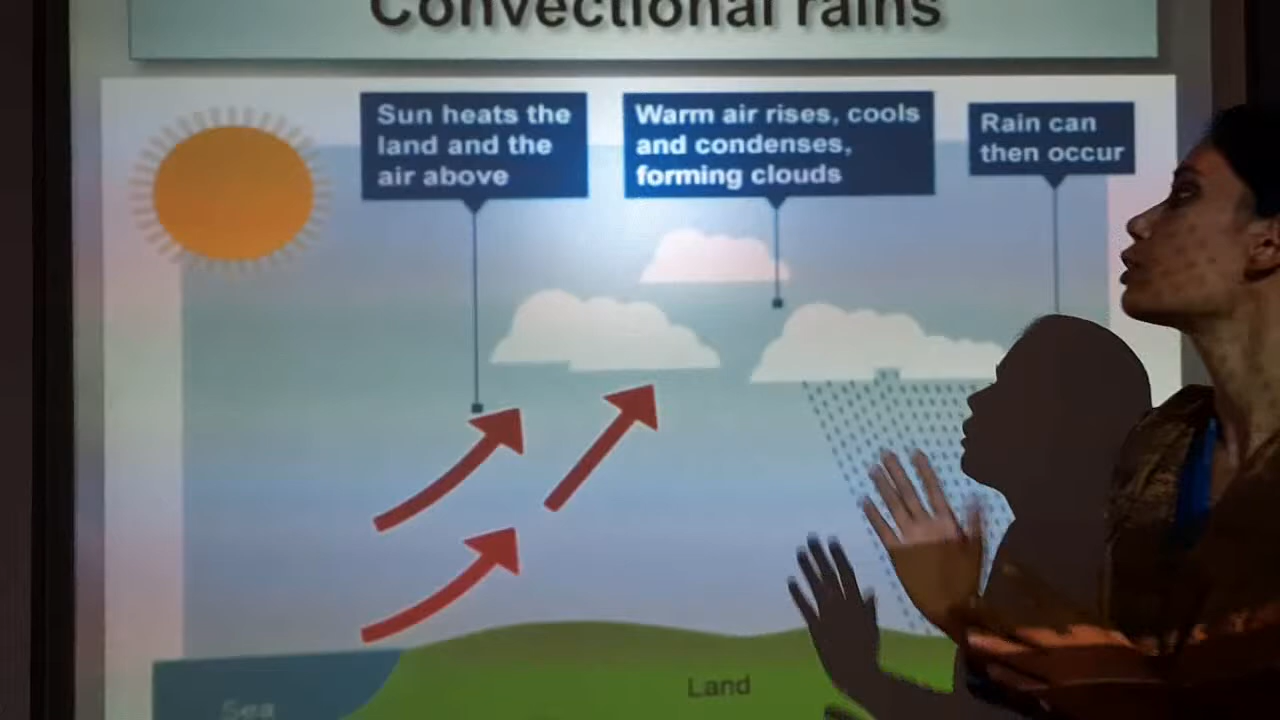 Convectional rains
Sun heats the
land and the
air above
Warm air rises, cools
and condenses,
forming clouds
Rain can
then occur
Land
Sea